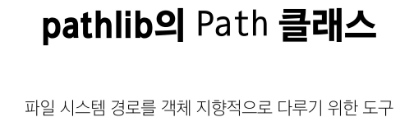 pathlib의 Path 클래스
파일 시스템 경로를 객체 지향적으로 다루기 위한 도구